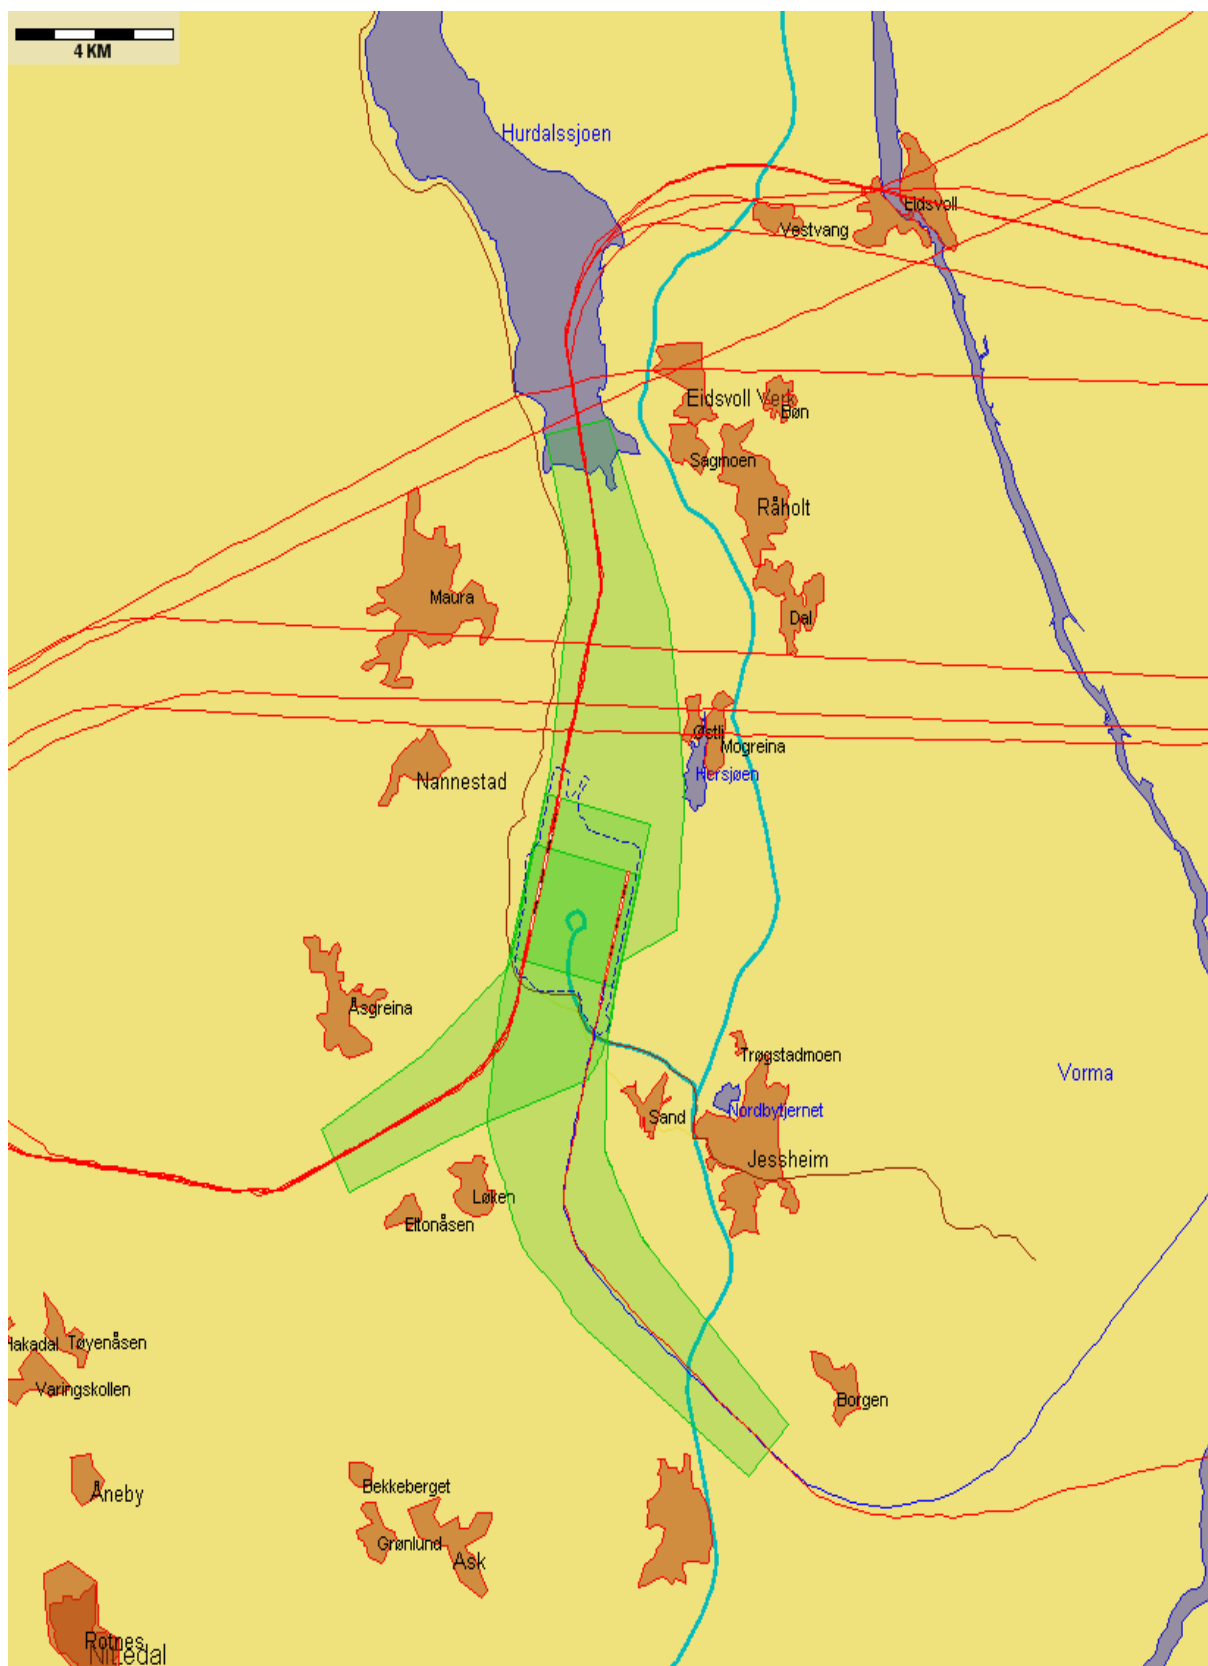 4 KM
Hurdalssjoen
Eidsvoll
Vestvang
Eidsvoll Verk
Bøn
Sagmoen
Råholt
Maura
Dal
Østli
Mogreina
Hersjøen
Nannestad
Åsgreina
Trøgstadmoen
Vorma
Nordbytjernet
Sand
Jessheim
Løken
Eltonåsen
Hakadal
Tøyenåsen
Varingskollen
Borgen
Bekkeberget
Åneby
Grønlund
Ask
Rotnes
Nittedal